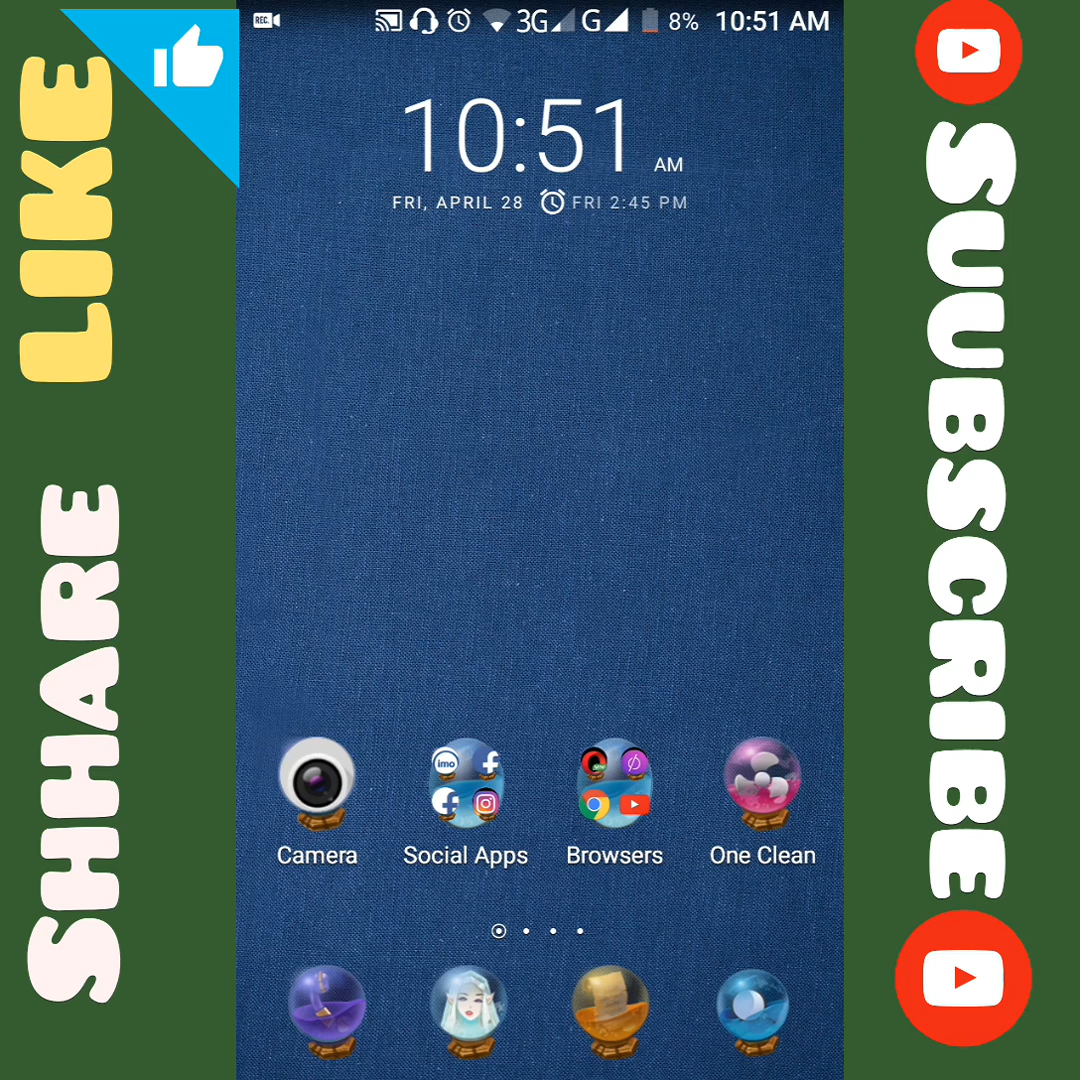 LIKE
SHHARE
REC
3G G 8% 10:51 AM
10:51 AM
FRI, APRIL 28 FRI 2:45 PM
imo
Camera Social Apps Browsers One Clean
SUUBSCRIBE